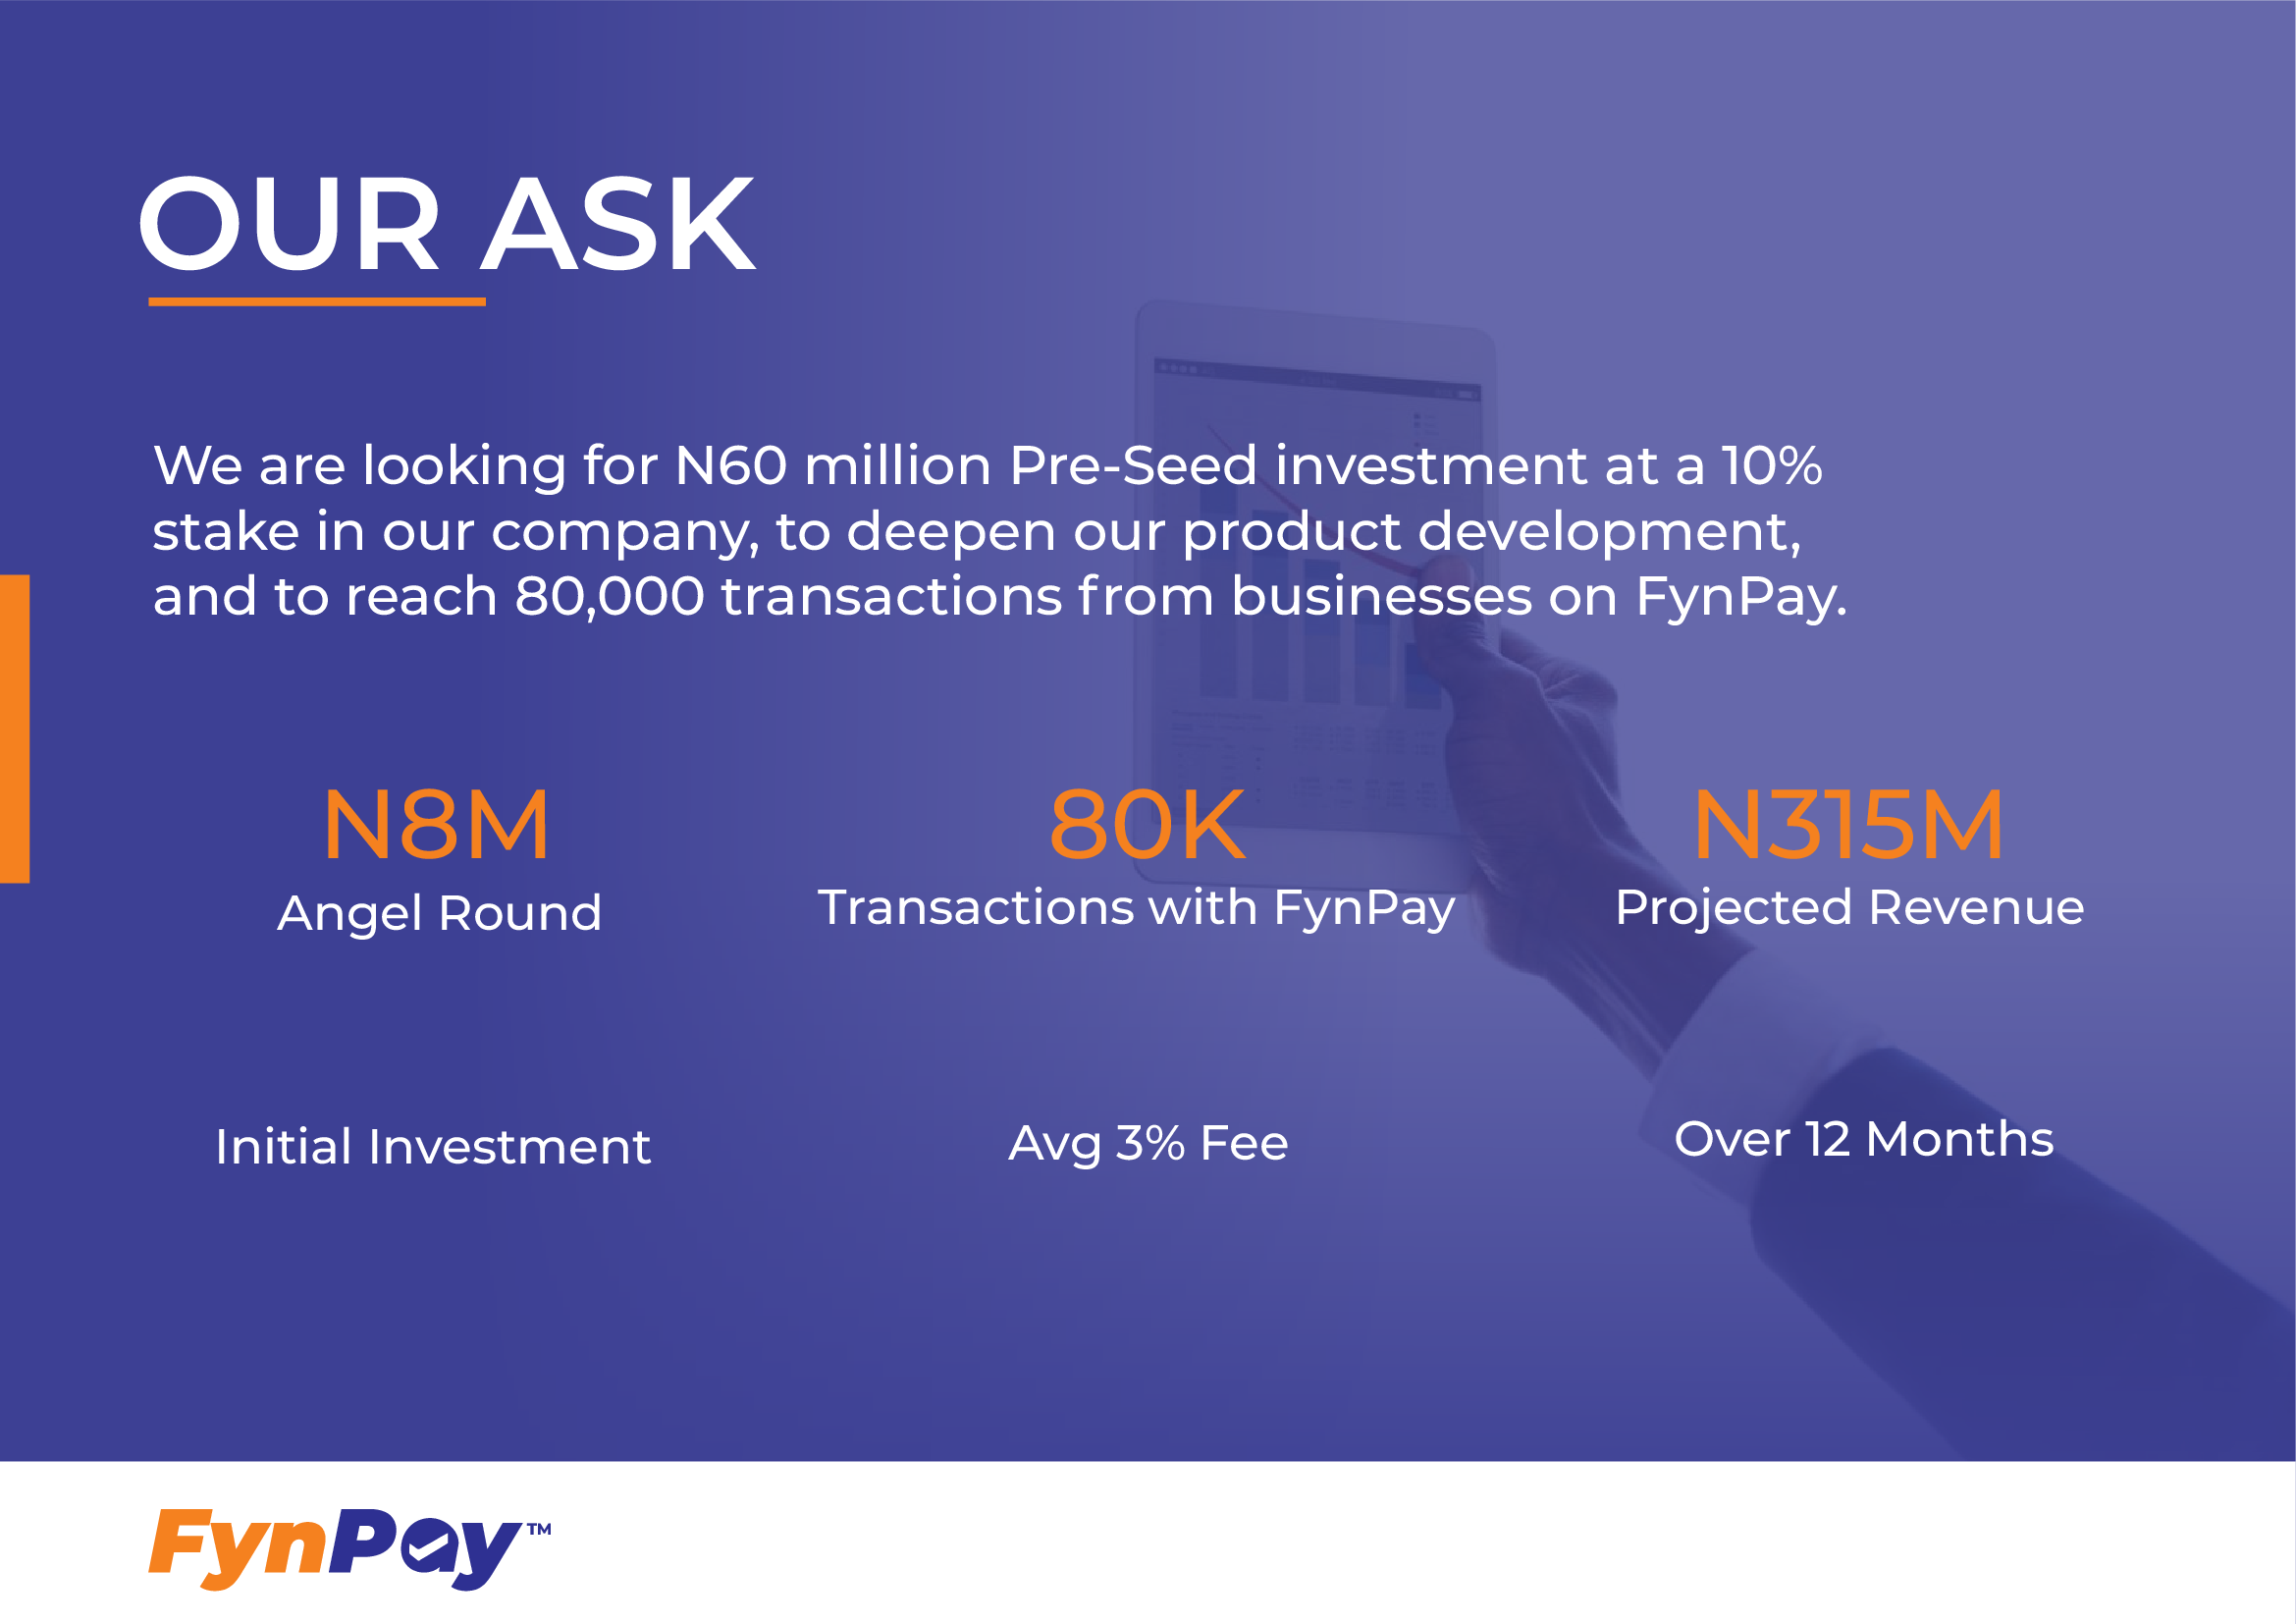 OUR ASK
We are looking for N60 million Pre-Seed investment at a 10%
stake in our company, to deepen our product development,
and to reach 80,000 transactions from businesses on FynPay.
N8M
Angel Round
Initial Investment
80K
Transactions with FynPay
Avg 3% Fee
N315M
Projected Revenue
Over 12 Months
FynPay™